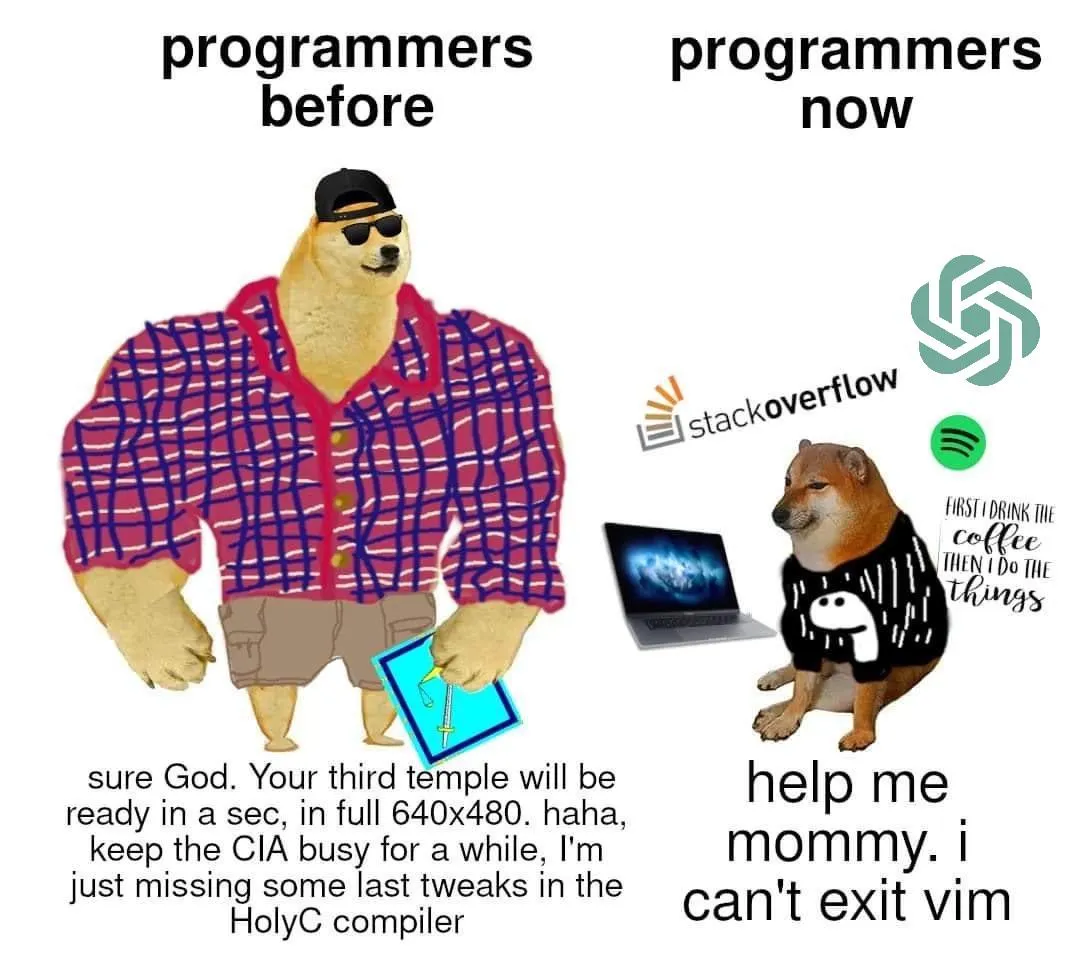 programmers
before
programmers
now
stackoverflow
FIRST I DRINK THE
coffee
THEN I DO THE
things
sure God. Your third temple will be
ready in a sec, in full 640x480. haha,
keep the CIA busy for a while, I'm
just missing some last tweaks in the
HolyC compiler
help me
mommy. i
can't exit vim